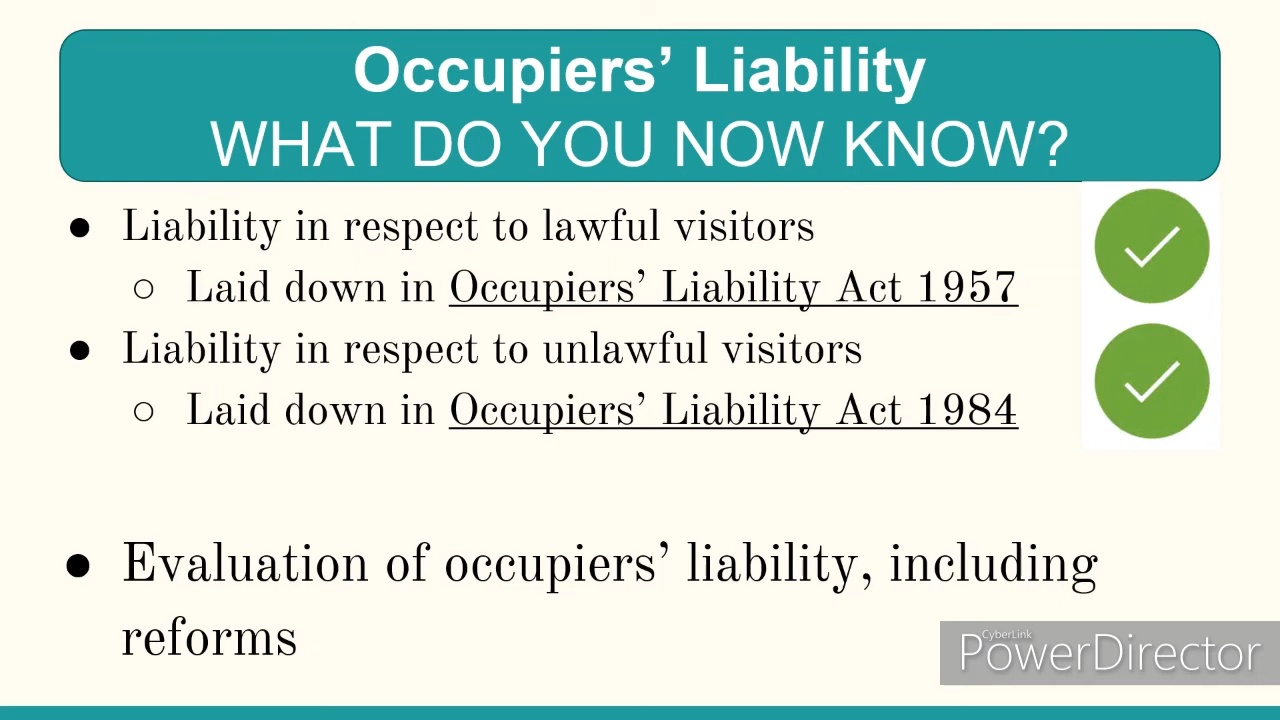 Occupiers’ Liability
WHAT DO YOU NOW KNOW?
● Liability in respect to lawful visitors
○ Laid down in Occupiers’ Liability Act 1957
● Liability in respect to unlawful visitors
○ Laid down in Occupiers’ Liability Act 1984
● Evaluation of occupiers’ liability, including
reforms
CyberLink
PowerDirector